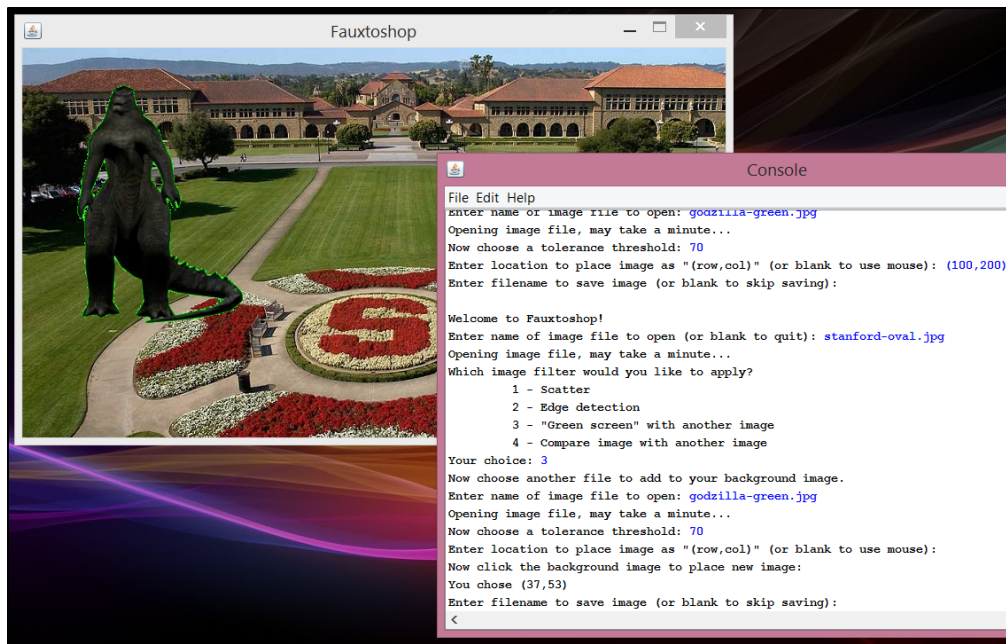 Fauxtoshop
Console
File Edit Help
Enter name of image file to open: godzilla-green.jpg
Opening image file, may take a minute...
Now choose a tolerance threshold: 70
Enter location to place image as "(row,col)" (or blank to use mouse): (100,200)
Enter filename to save image (or blank to skip saving):
Welcome to Fauxtoshop!
Enter name of image file to open (or blank to quit): stanford-oval.jpg
Opening image file, may take a minute...
Which image filter would you like to apply?
1 - Scatter
2 - Edge detection
3 - "Green screen" with another image
4 - Compare image with another image
Your choice: 3
Now choose another file to add to your background image.
Enter name of image file to open: godzilla-green.jpg
Opening image file, may take a minute...
Now choose a tolerance threshold: 70
Enter location to place image as "(row,col)" (or blank to use mouse):
Now click the background image to place new image:
You chose (37,53)
Enter filename to save image (or blank to skip saving):
S